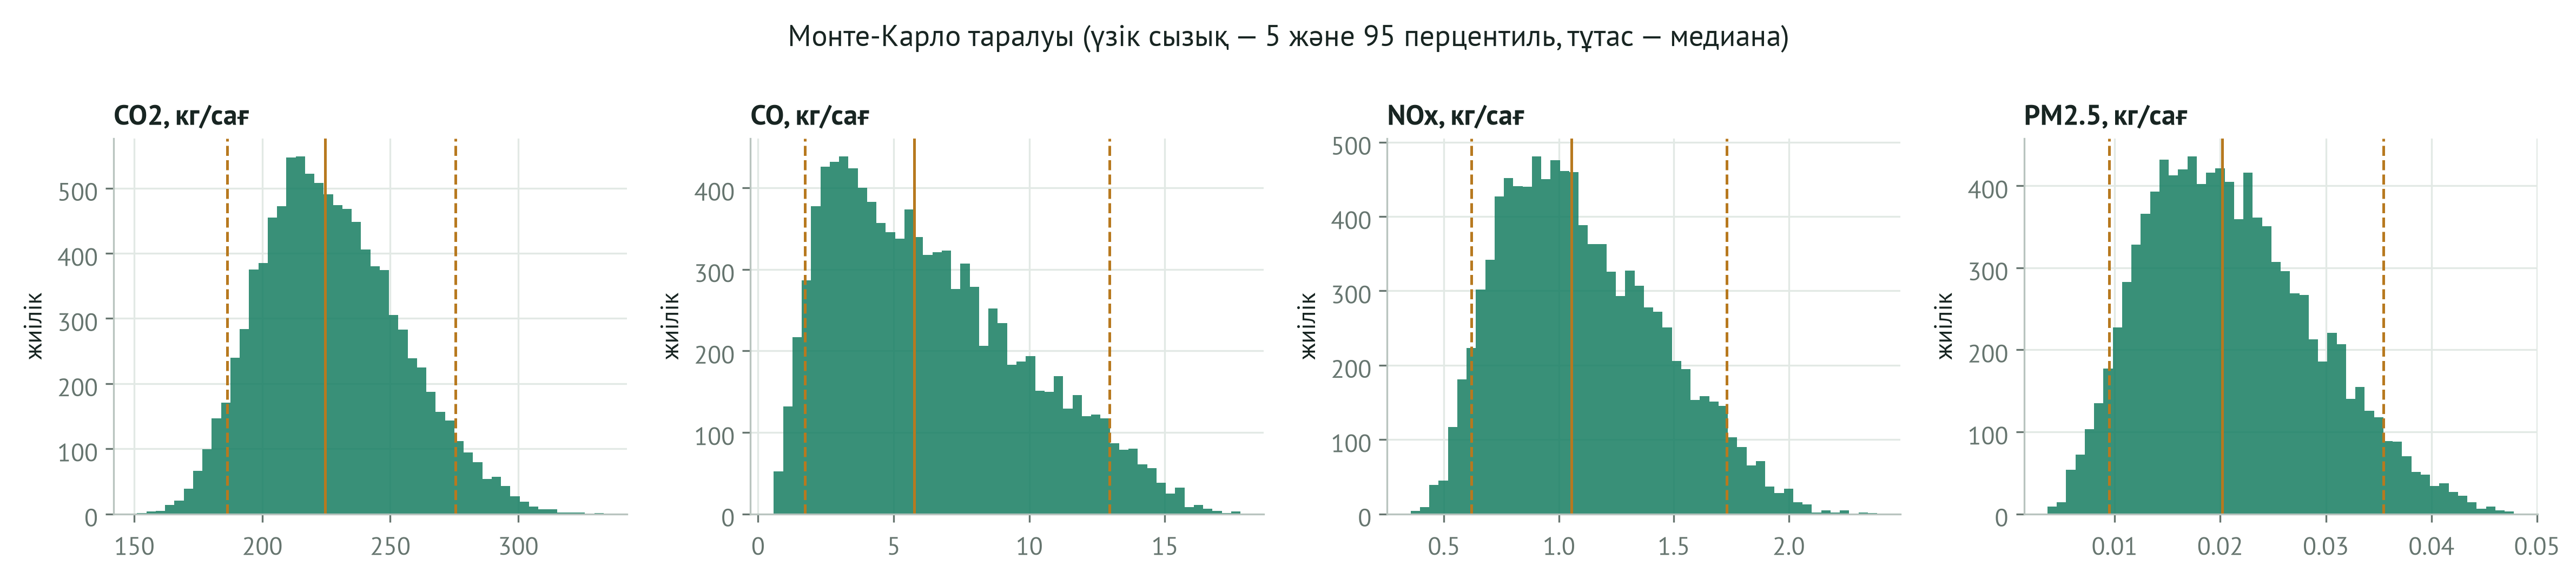 Монте-Карло таралуы (үзік сызық — 5 және 95 перцентиль, тұтас — медиана)
CO2, кг/сағ
жиілік
500
400
300
200
100
0
150 200 250 300
CO, кг/сағ
жиілік
400
300
200
100
0
0 5 10 15
NOx, кг/сағ
жиілік
500
400
300
200
100
0
0.5 1.0 1.5 2.0
PM2.5, кг/сағ
жиілік
400
300
200
100
0
0.01 0.02 0.03 0.04 0.05